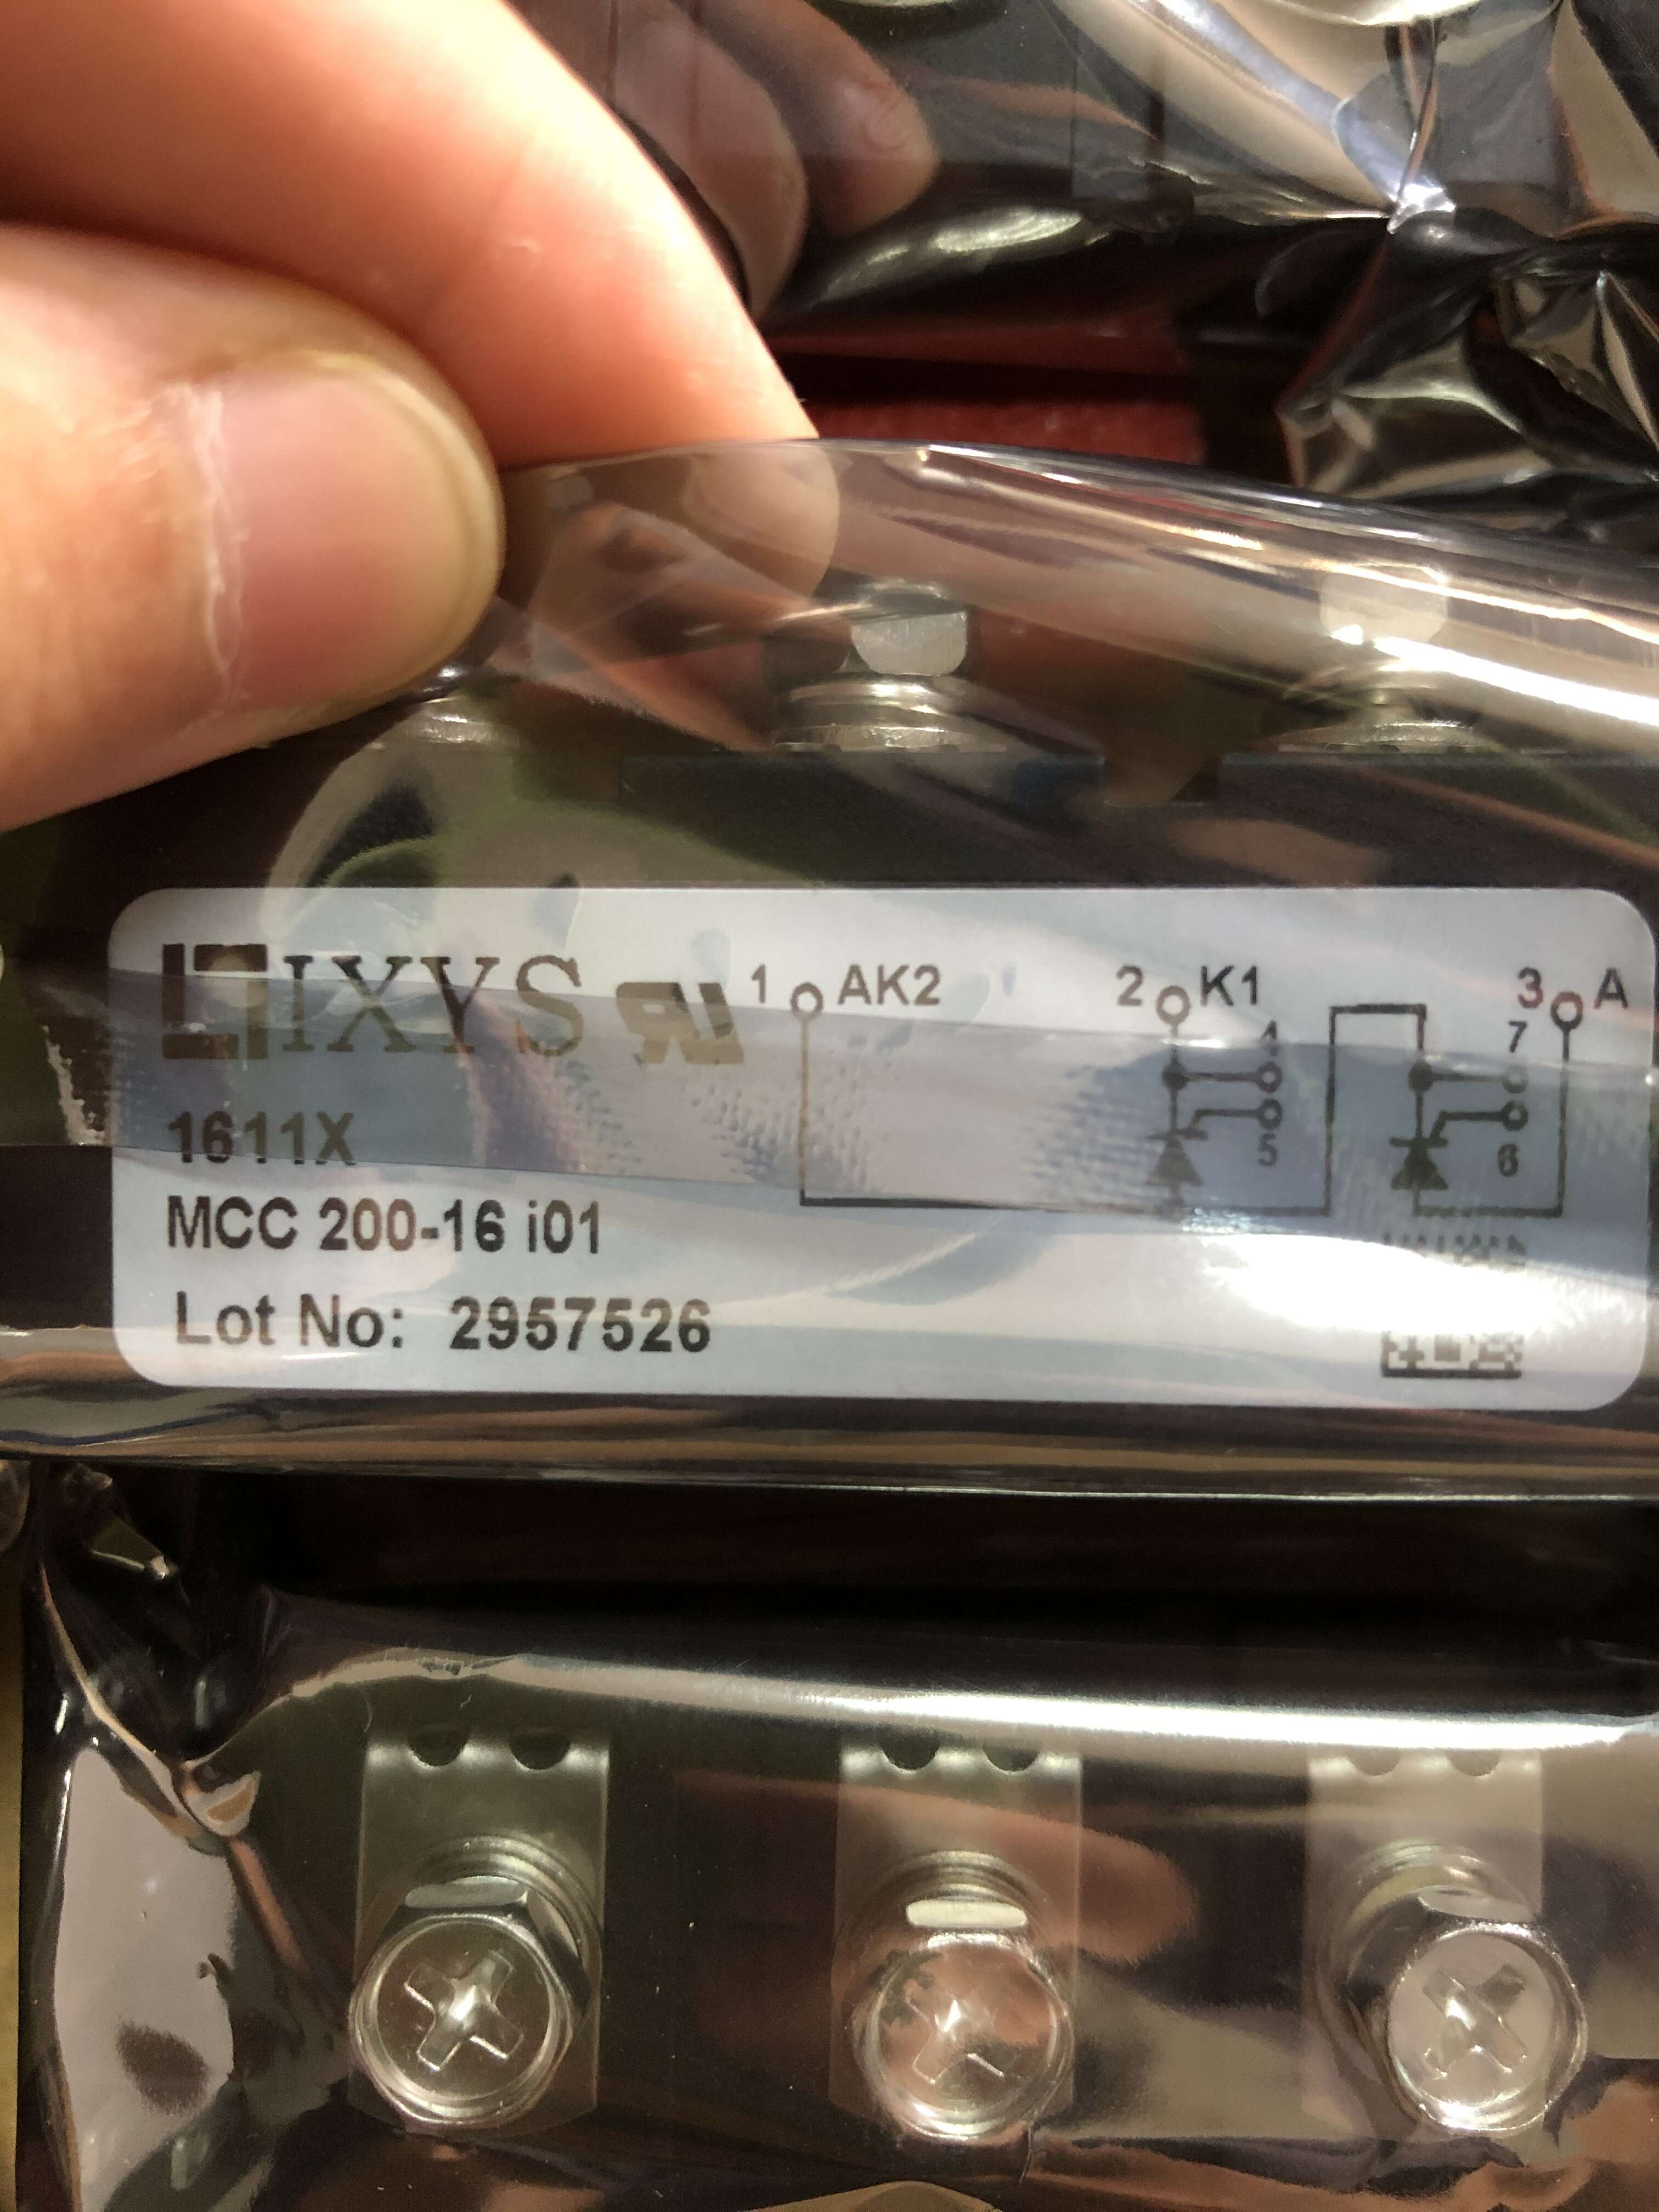 IXYS
1 AK2 2 K1 3 A
4 7
5 6
1611X
MCC 200-16 i01
Lot No: 2957526